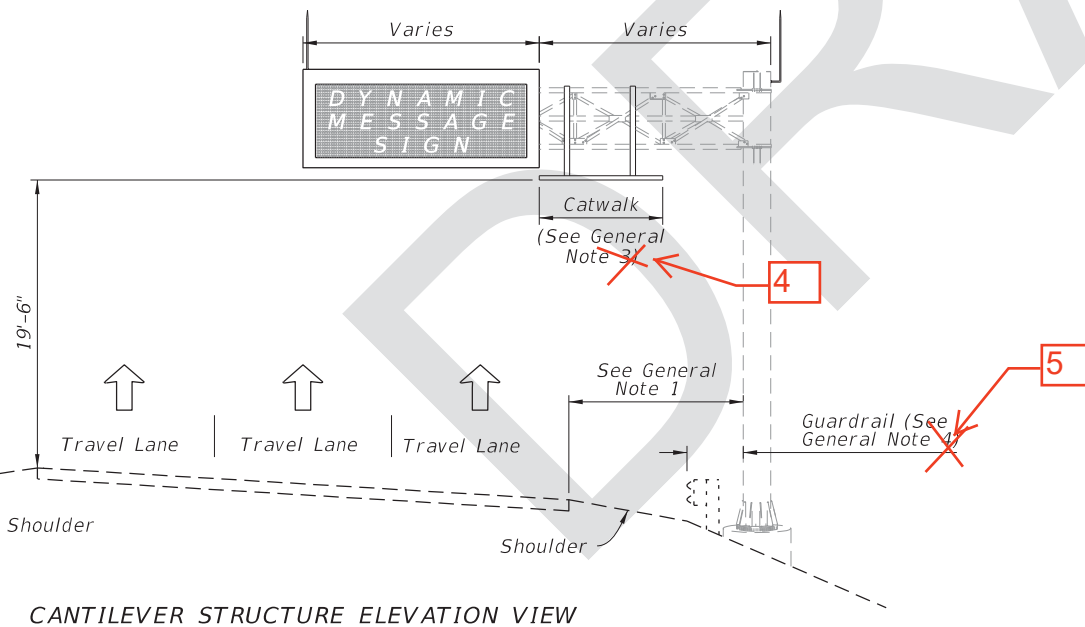 Varies
Varies
DYNAMIC
MESSAGE
SIGN
Catwalk
(See General
Note 3)
4
19'-6"
See General
Note 1
5
Guardrail (See
General Note 4)
Travel Lane
Travel Lane
Travel Lane
Shoulder
Shoulder
CANTILEVER STRUCTURE ELEVATION VIEW